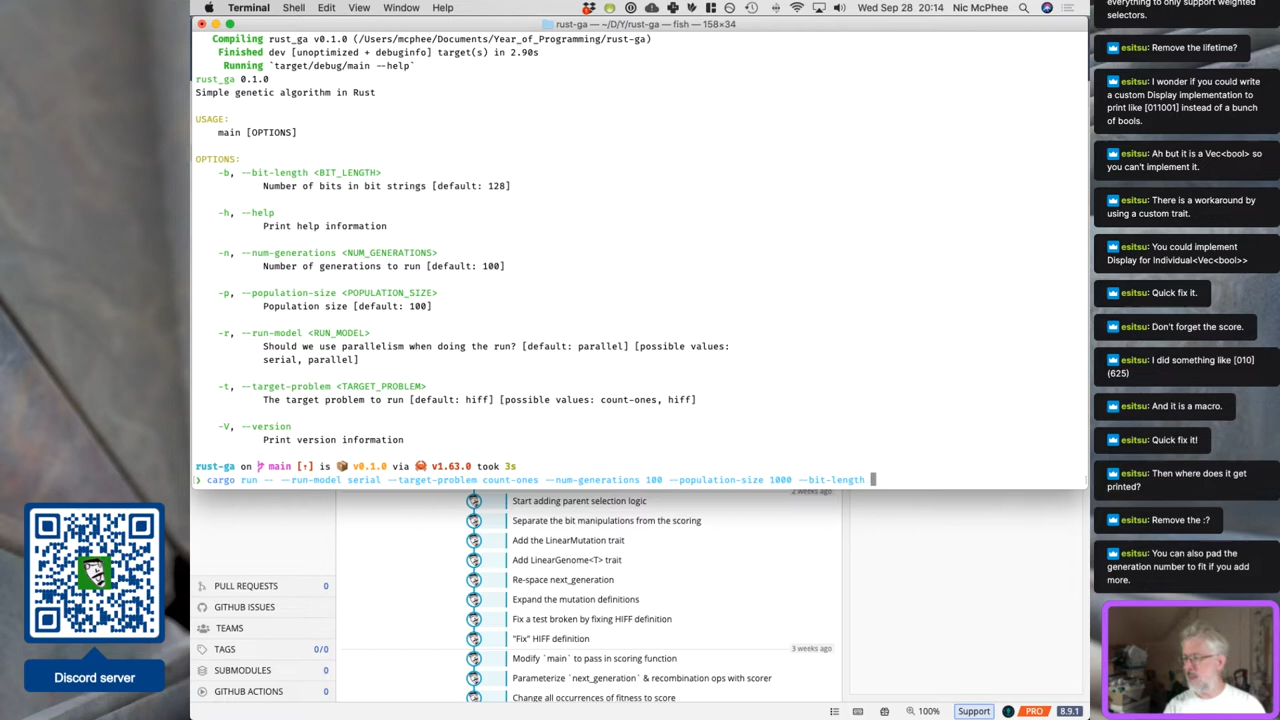 Terminal Shell Edit View Window Help
Wed Sep 28 20:14 Nic McPhee
rust-ga — ~/D/Y/rust-ga — fish — 158×34
Compiling rust_ga v0.1.0 (/Users/mcphee/Documents/Year_of_Programming/rust-ga)
Finished dev [unoptimized + debuginfo] target(s) in 2.90s
Running `target/debug/main --help`
rust_ga 0.1.0
Simple genetic algorithm in Rust
USAGE:
main [OPTIONS]
OPTIONS:
-b, --bit-length <BIT_LENGTH>
Number of bits in bit strings [default: 128]
-h, --help
Print help information
-n, --num-generations <NUM_GENERATIONS>
Number of generations to run [default: 100]
-p, --population-size <POPULATION_SIZE>
Population size [default: 100]
-r, --run-model <RUN_MODEL>
Should we use parallelism when doing the run? [default: parallel] [possible values:
serial, parallel]
-t, --target-problem <TARGET_PROBLEM>
The target problem to run [default: hiff] [possible values: count-ones, hiff]
-V, --version
Print version information
rust-ga on main [↑] is 📦 v0.1.0 via 🦀 v1.63.0 took 3s
❯ cargo run -- --run-model serial --target-problem count-ones --num-generations 100 --population-size 1000 --bit-length
2 weeks ago
Start adding parent selection logic
Separate the bit manipulations from the scoring
Add the LinearMutation trait
Add LinearGenome<T> trait
Re-space next_generation
Expand the mutation definitions
Fix a test broken by fixing HIFF definition
"Fix" HIFF definition
3 weeks ago
Modify `main` to pass in scoring function
Parameterize `next_generation` & recombination ops with scorer
Change all occurrences of fitness to score
PULL REQUESTS 0
GITHUB ISSUES 0
TEAMS
TAGS 0/0
SUBMODULES 0
GITHUB ACTIONS 0
100% Support PRO 8.9.1
Discord server
everything to only support weighted
selectors.
esitsu: Remove the lifetime?
esitsu: I wonder if you could write
a custom Display implementation to
print like [011001] instead of a bunch
of bools.
esitsu: Ah but it is a Vec<bool> so
you can't implement it.
esitsu: There is a workaround by
using a custom trait.
esitsu: You could implement
Display for Individual<Vec<bool>>
esitsu: Quick fix it.
esitsu: Don't forget the score.
esitsu: I did something like [010]
(625)
esitsu: And it is a macro.
esitsu: Quick fix it!
esitsu: Then where does it get
printed?
esitsu: Remove the :?
esitsu: You can also pad the
generation number to fit if you add
more.